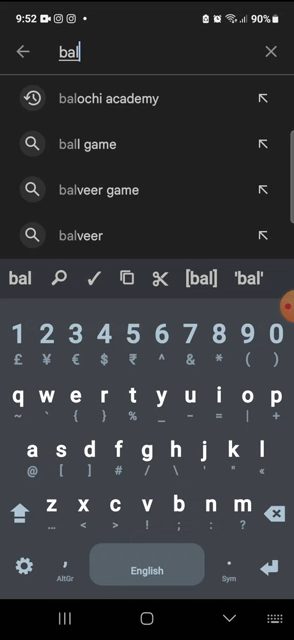 9:52 90%
bal
balochi academy
ball game
balveer game
balveer
bal [bal] 'bal'
1 2 3 4 5 6 7 8 9 0
£ ¥ € $ ₹ ^ & * ( )
q w e r t y u i o p
~ ` { } % _ - = | +
a s d f g h j k l
@ [ ] # / \ ' " «
z x c v b n m
… < > ! ; : ?
, English .
AltGr Sym